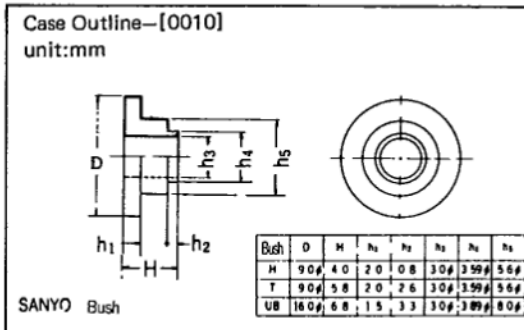 Case Outline—[0010]
unit:mm
D
h₃
h₄
h₅
h₁
h₂
H
Bush D H h₁ h₂ h₃ h₄ h₅
H 9.0φ 4.0 2.0 0.8 3.0φ 3.59φ 5.6φ
T 9.0φ 5.8 2.0 2.6 3.0φ 3.59φ 5.6φ
UB 16.0φ 6.8 1.5 3.3 3.0φ 3.89φ 8.0φ
SANYO Bush